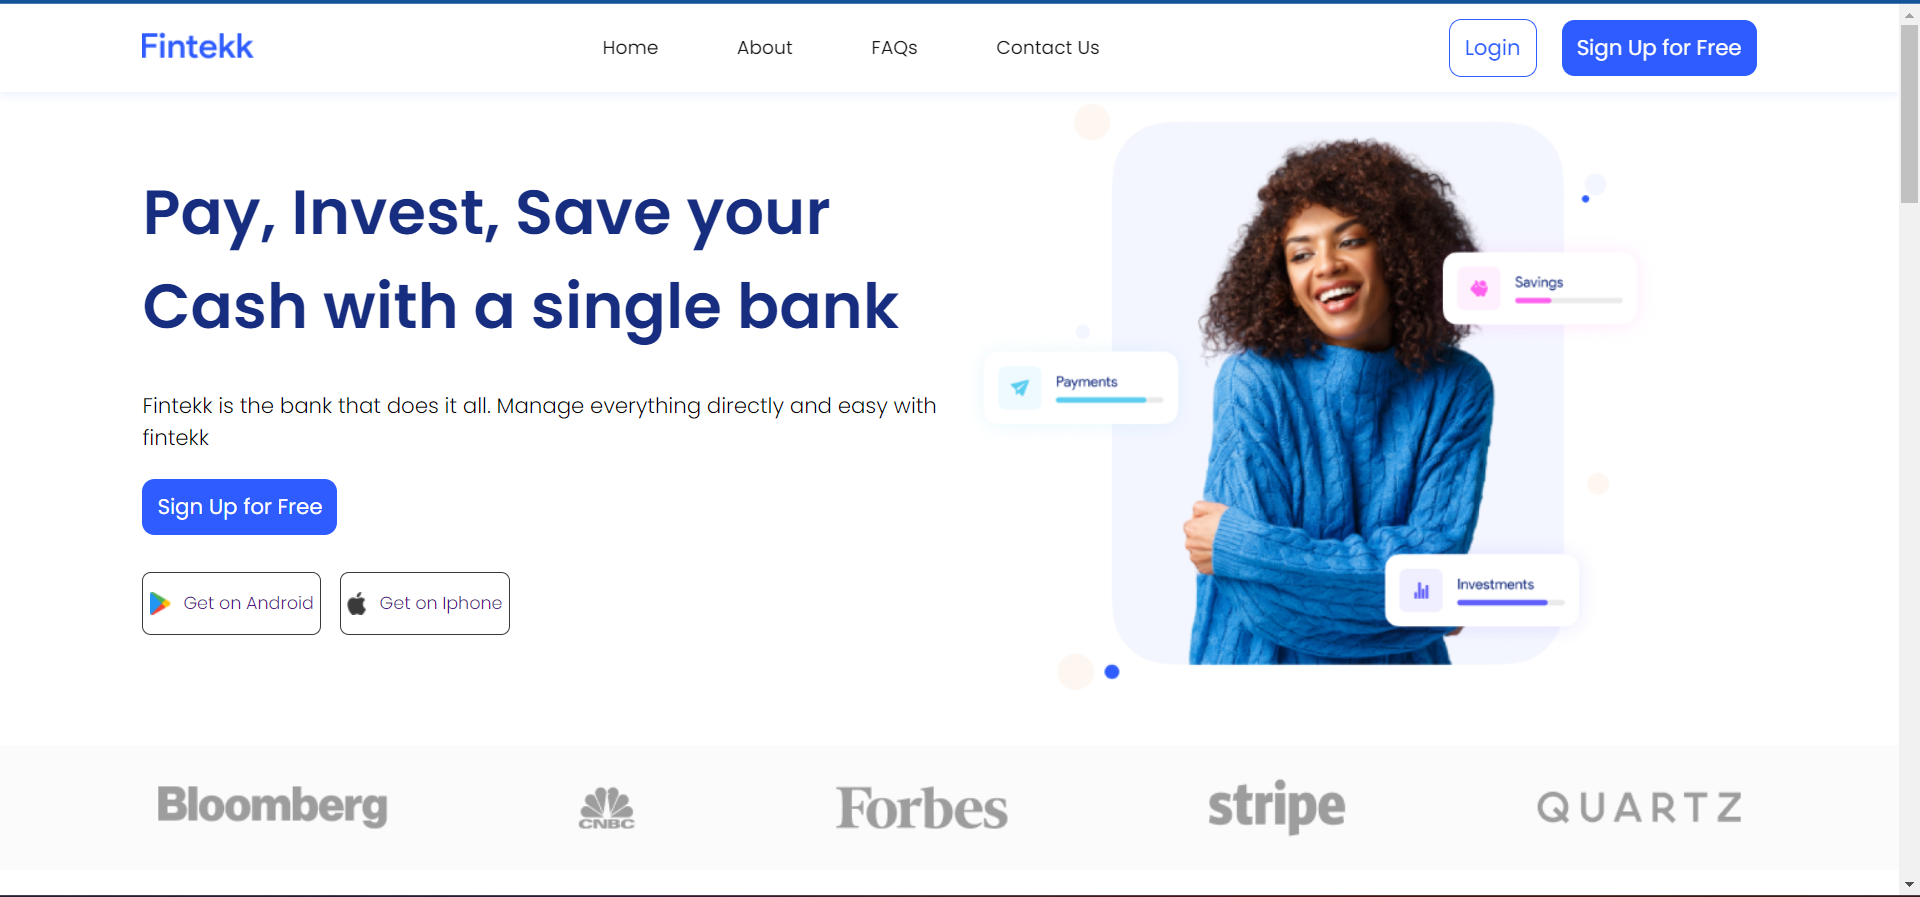 Fintekk
Home
About
FAQs
Contact Us
Login
Sign Up for Free
Pay, Invest, Save your
Cash with a single bank
Fintekk is the bank that does it all. Manage everything directly and easy with
fintekk
Sign Up for Free
Get on Android
Get on Iphone
Savings
Payments
Investments
Bloomberg
CNBC
Forbes
stripe
QUARTZ